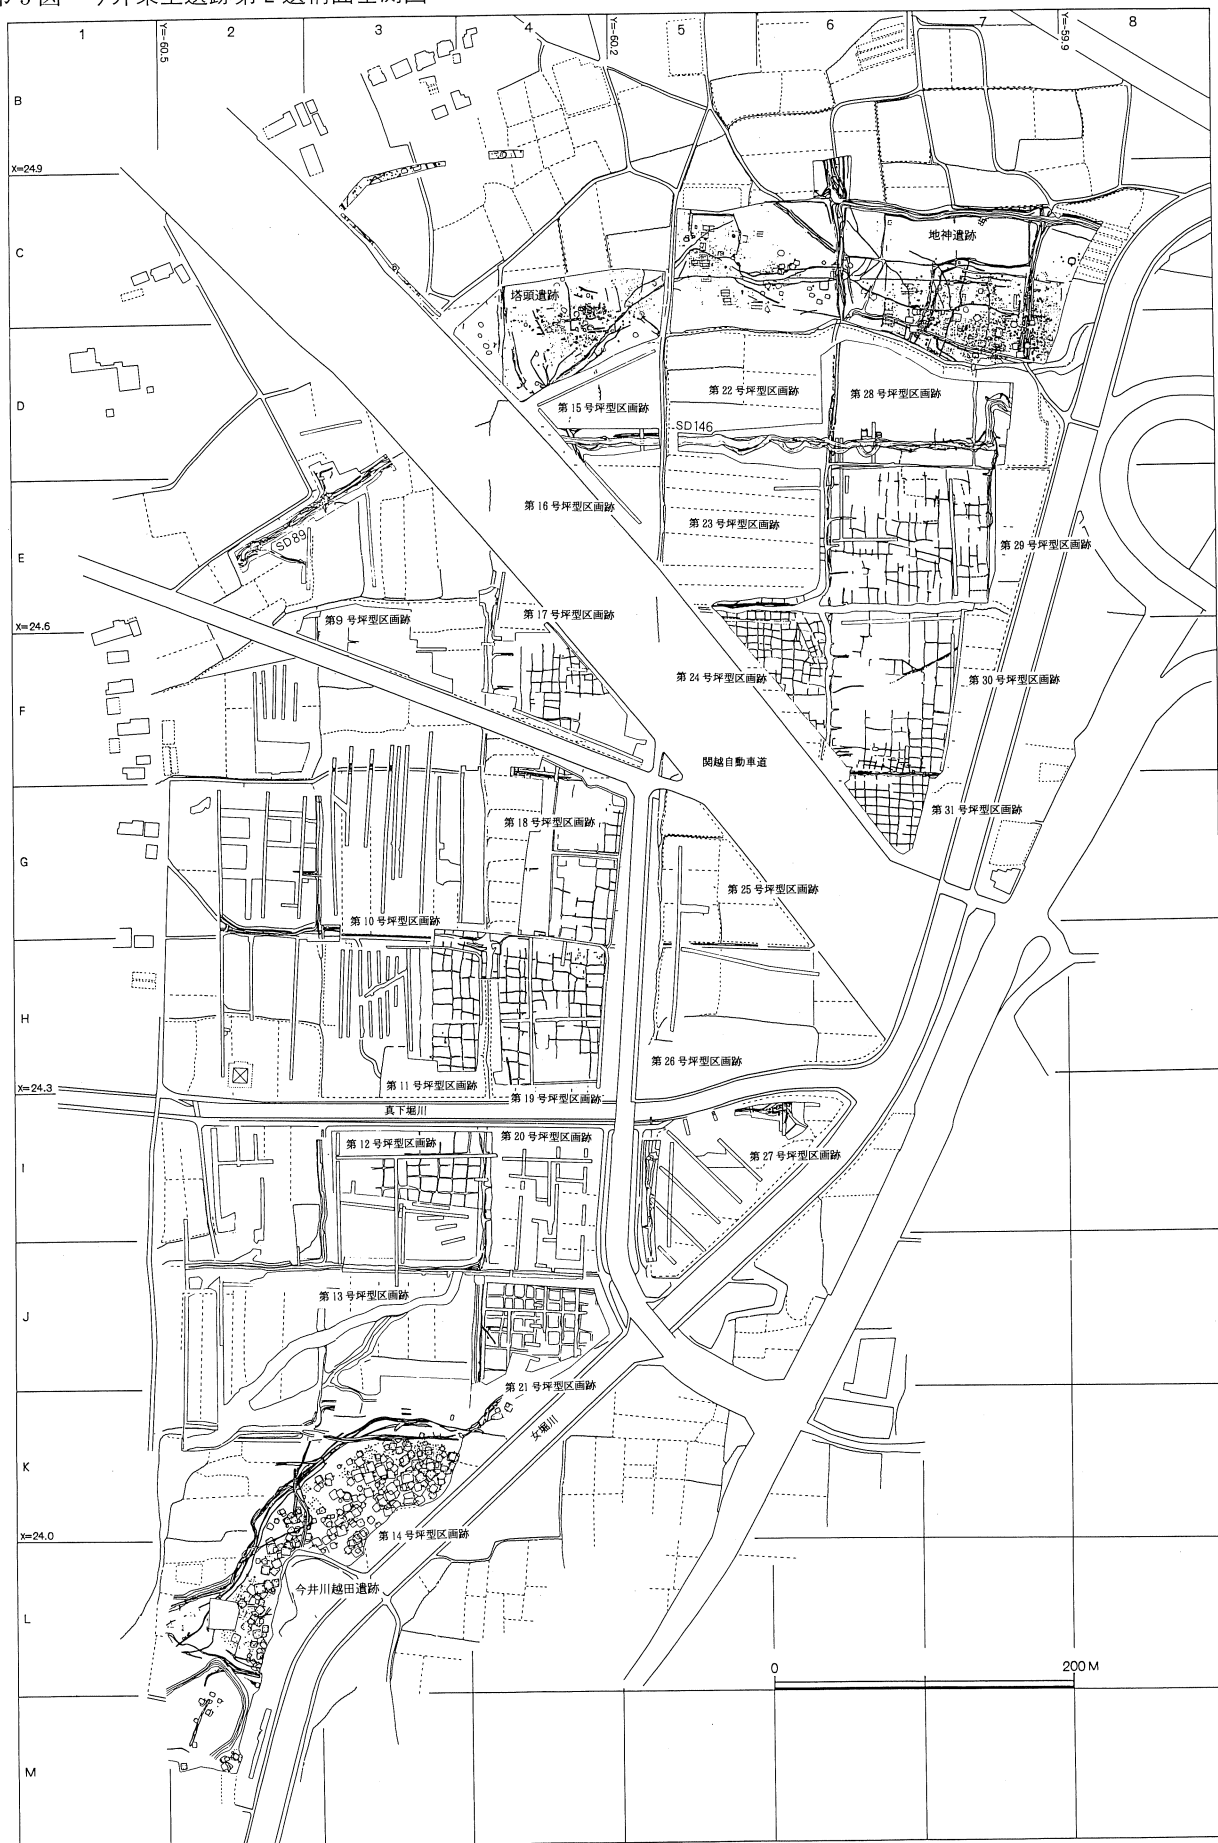 1 2 3 4 5 6 7 8
Y=-60.5
Y=-60.2
Y=-59.9
B
X=24.9
C
地神遺跡
塔頭遺跡
D
第22号坪型区画跡
第28号坪型区画跡
第15号坪型区画跡
SD146
第16号坪型区画跡
第23号坪型区画跡
SD89
第29号坪型区画跡
E
第9号坪型区画跡
第17号坪型区画跡
X=24.6
第24号坪型区画跡
第30号坪型区画跡
F
関越自動車道
第31号坪型区画跡
第18号坪型区画跡
G
第25号坪型区画跡
第10号坪型区画跡
H
第26号坪型区画跡
第11号坪型区画跡
X=24.3
第19号坪型区画跡
真下堀川
第20号坪型区画跡
第12号坪型区画跡
第27号坪型区画跡
I
第13号坪型区画跡
J
第21号坪型区画跡
女堀川
K
X=24.0
第14号坪型区画跡
今井川越田遺跡
L
0 200M
M